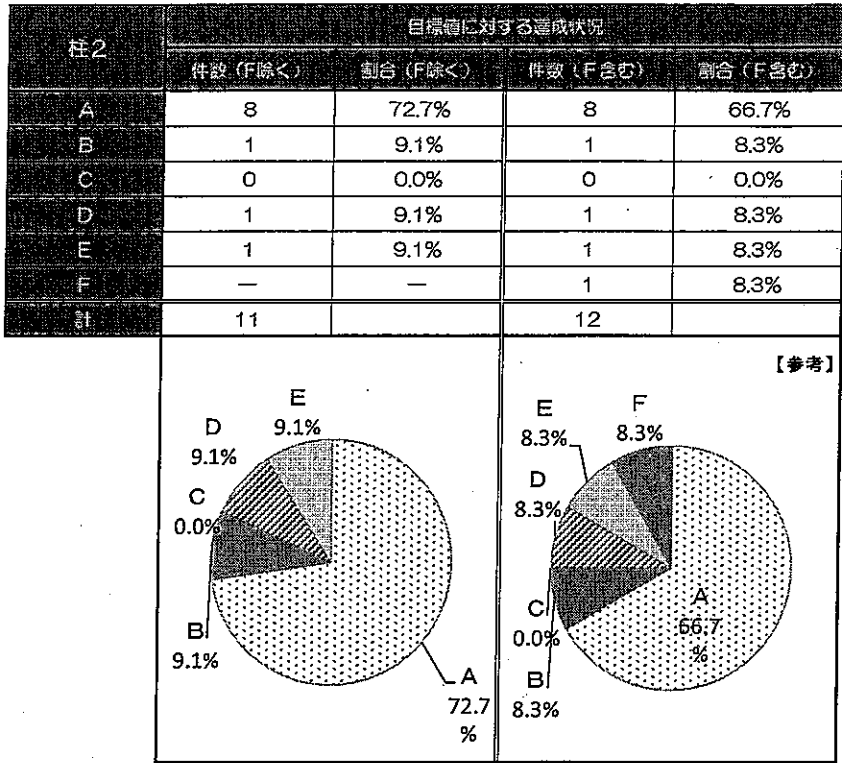 柱2
目標値に対する達成状況
件数（F除く） 割合（F除く） 件数（F含む） 割合（F含む）
A 8 72.7% 8 66.7%
B 1 9.1% 1 8.3%
C 0 0.0% 0 0.0%
D 1 9.1% 1 8.3%
E 1 9.1% 1 8.3%
F － － 1 8.3%
計 11 12
E
9.1%
D
9.1%
C
0.0%
B
9.1%
A
72.7
%
【参考】
F
8.3%
E
8.3%
D
8.3%
C
0.0%
B
8.3%
A
66.7
%